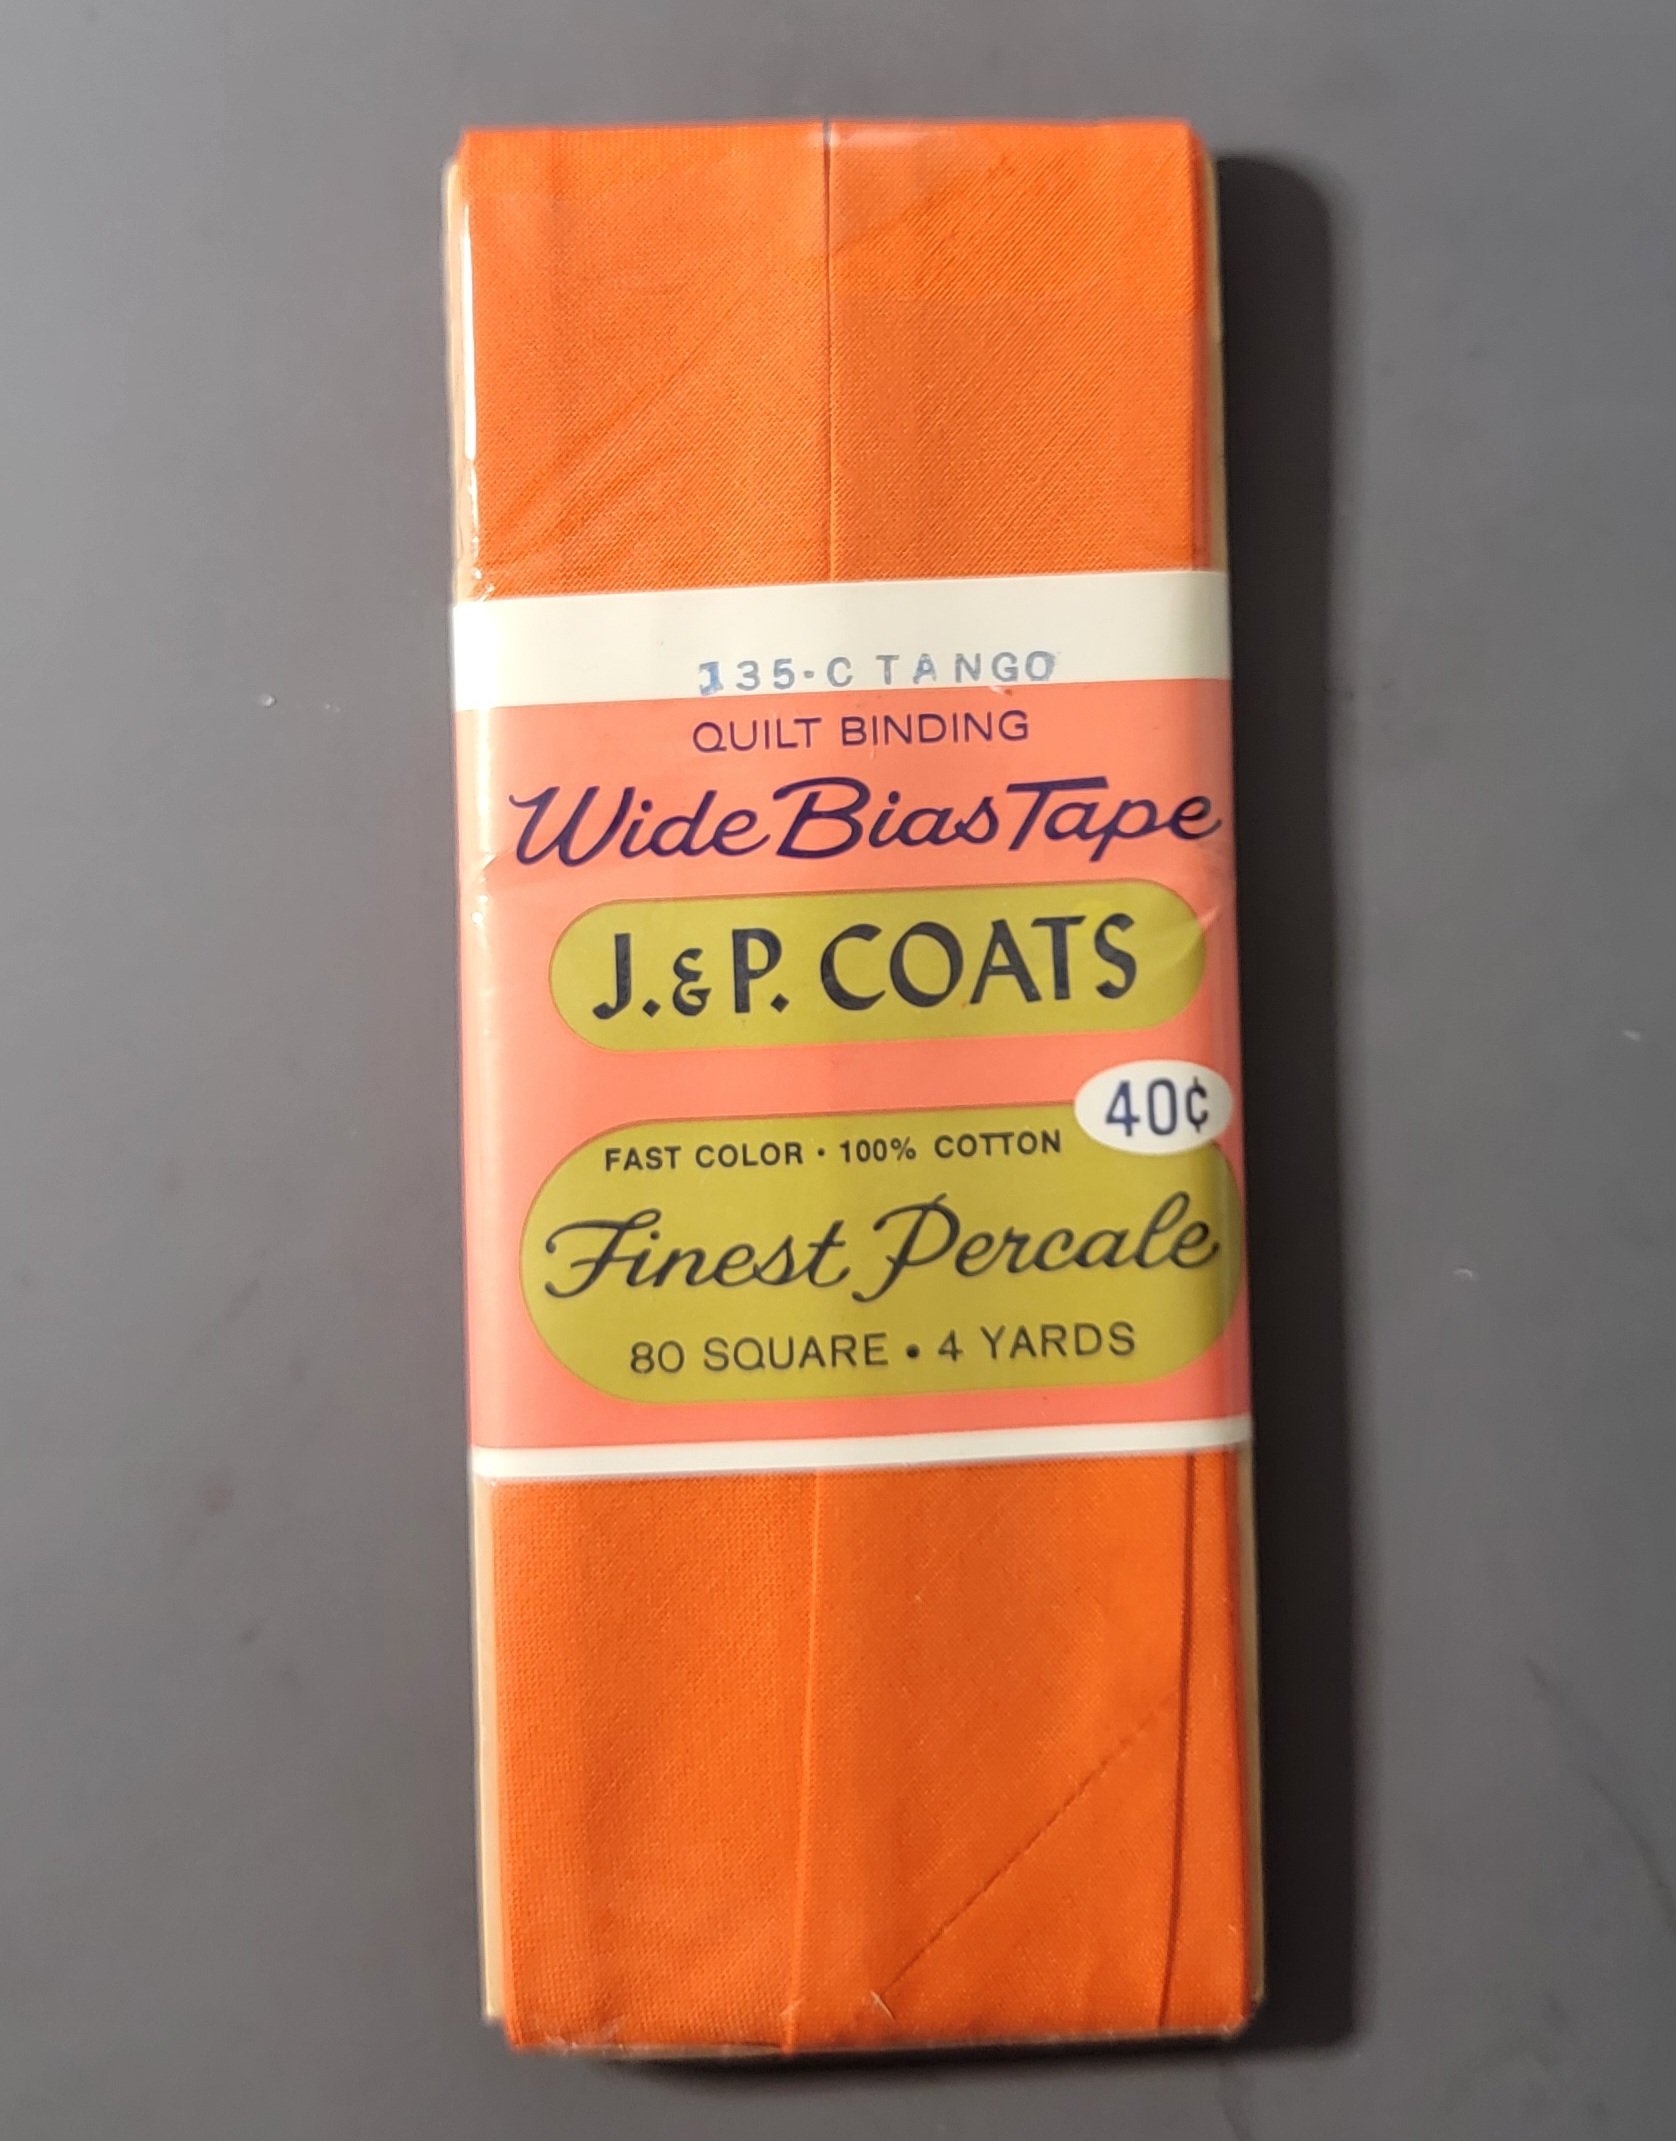 135-C TANGO
QUILT BINDING
Wide Bias Tape
J. & P. COATS
40¢
FAST COLOR • 100% COTTON
Finest Percale
80 SQUARE • 4 YARDS